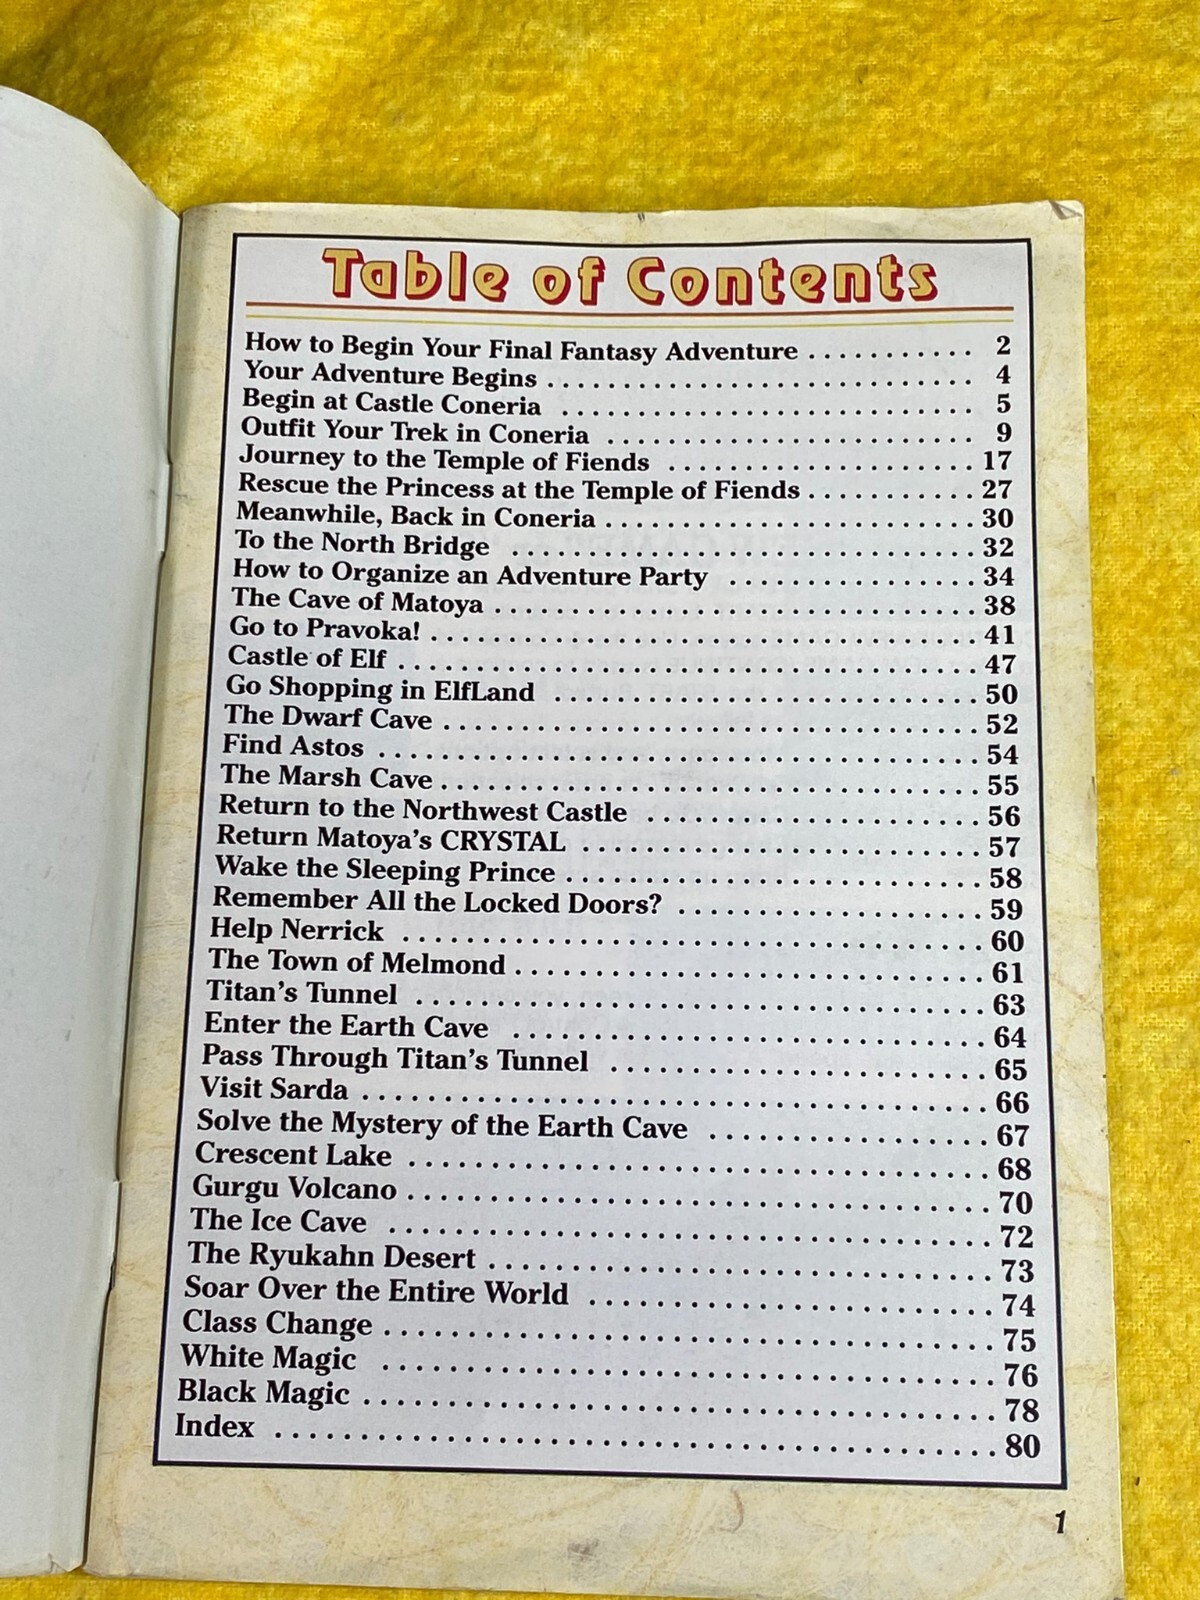 Table of Contents
How to Begin Your Final Fantasy Adventure . . . . . . . . . . . 2
Your Adventure Begins . . . . . . . . . . . . . . . . . . . . . . . . . . . . 4
Begin at Castle Coneria . . . . . . . . . . . . . . . . . . . . . . . . . . . 5
Outfit Your Trek in Coneria . . . . . . . . . . . . . . . . . . . . . . . . 9
Journey to the Temple of Fiends . . . . . . . . . . . . . . . . . . . . 17
Rescue the Princess at the Temple of Fiends . . . . . . . . . . . 27
Meanwhile, Back in Coneria . . . . . . . . . . . . . . . . . . . . . . . . 30
To the North Bridge . . . . . . . . . . . . . . . . . . . . . . . . . . . . . . 32
How to Organize an Adventure Party . . . . . . . . . . . . . . . . 34
The Cave of Matoya . . . . . . . . . . . . . . . . . . . . . . . . . . . . . . . 38
Go to Pravoka! . . . . . . . . . . . . . . . . . . . . . . . . . . . . . . . . . . . 41
Castle of Elf . . . . . . . . . . . . . . . . . . . . . . . . . . . . . . . . . . . . . 47
Go Shopping in ElfLand . . . . . . . . . . . . . . . . . . . . . . . . . . . 50
The Dwarf Cave . . . . . . . . . . . . . . . . . . . . . . . . . . . . . . . . . . 52
Find Astos . . . . . . . . . . . . . . . . . . . . . . . . . . . . . . . . . . . . . . 54
The Marsh Cave . . . . . . . . . . . . . . . . . . . . . . . . . . . . . . . . . . 55
Return to the Northwest Castle . . . . . . . . . . . . . . . . . . . . . 56
Return Matoya's CRYSTAL . . . . . . . . . . . . . . . . . . . . . . . . . 57
Wake the Sleeping Prince . . . . . . . . . . . . . . . . . . . . . . . . . . 58
Remember All the Locked Doors? . . . . . . . . . . . . . . . . . . . 59
Help Nerrick . . . . . . . . . . . . . . . . . . . . . . . . . . . . . . . . . . . . 60
The Town of Melmond . . . . . . . . . . . . . . . . . . . . . . . . . . . . . 61
Titan's Tunnel . . . . . . . . . . . . . . . . . . . . . . . . . . . . . . . . . . . 63
Enter the Earth Cave . . . . . . . . . . . . . . . . . . . . . . . . . . . . . 64
Pass Through Titan's Tunnel . . . . . . . . . . . . . . . . . . . . . . . 65
Visit Sarda . . . . . . . . . . . . . . . . . . . . . . . . . . . . . . . . . . . . . . 66
Solve the Mystery of the Earth Cave . . . . . . . . . . . . . . . . . 67
Crescent Lake . . . . . . . . . . . . . . . . . . . . . . . . . . . . . . . . . . . 68
Gurgu Volcano . . . . . . . . . . . . . . . . . . . . . . . . . . . . . . . . . . . 70
The Ice Cave . . . . . . . . . . . . . . . . . . . . . . . . . . . . . . . . . . . . 72
The Ryukahn Desert . . . . . . . . . . . . . . . . . . . . . . . . . . . . . . 73
Soar Over the Entire World . . . . . . . . . . . . . . . . . . . . . . . . 74
Class Change . . . . . . . . . . . . . . . . . . . . . . . . . . . . . . . . . . . . 75
White Magic . . . . . . . . . . . . . . . . . . . . . . . . . . . . . . . . . . . . 76
Black Magic . . . . . . . . . . . . . . . . . . . . . . . . . . . . . . . . . . . . . 78
Index . . . . . . . . . . . . . . . . . . . . . . . . . . . . . . . . . . . . . . . . . . 80
1